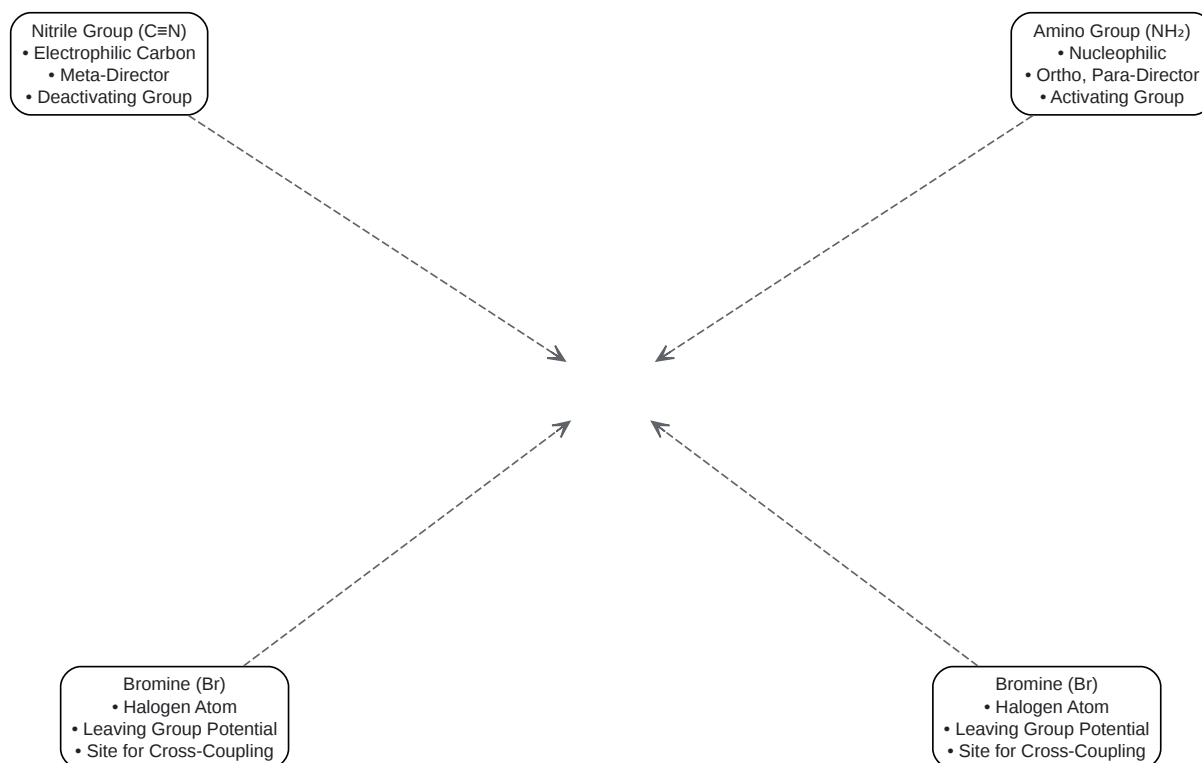 Nitrile Group (C≡N)
• Electrophilic Carbon
• Meta-Director
• Deactivating Group
Amino Group (NH₂)
• Nucleophilic
• Ortho, Para-Director
• Activating Group
Bromine (Br)
• Halogen Atom
• Leaving Group Potential
• Site for Cross-Coupling
Bromine (Br)
• Halogen Atom
• Leaving Group Potential
• Site for Cross-Coupling